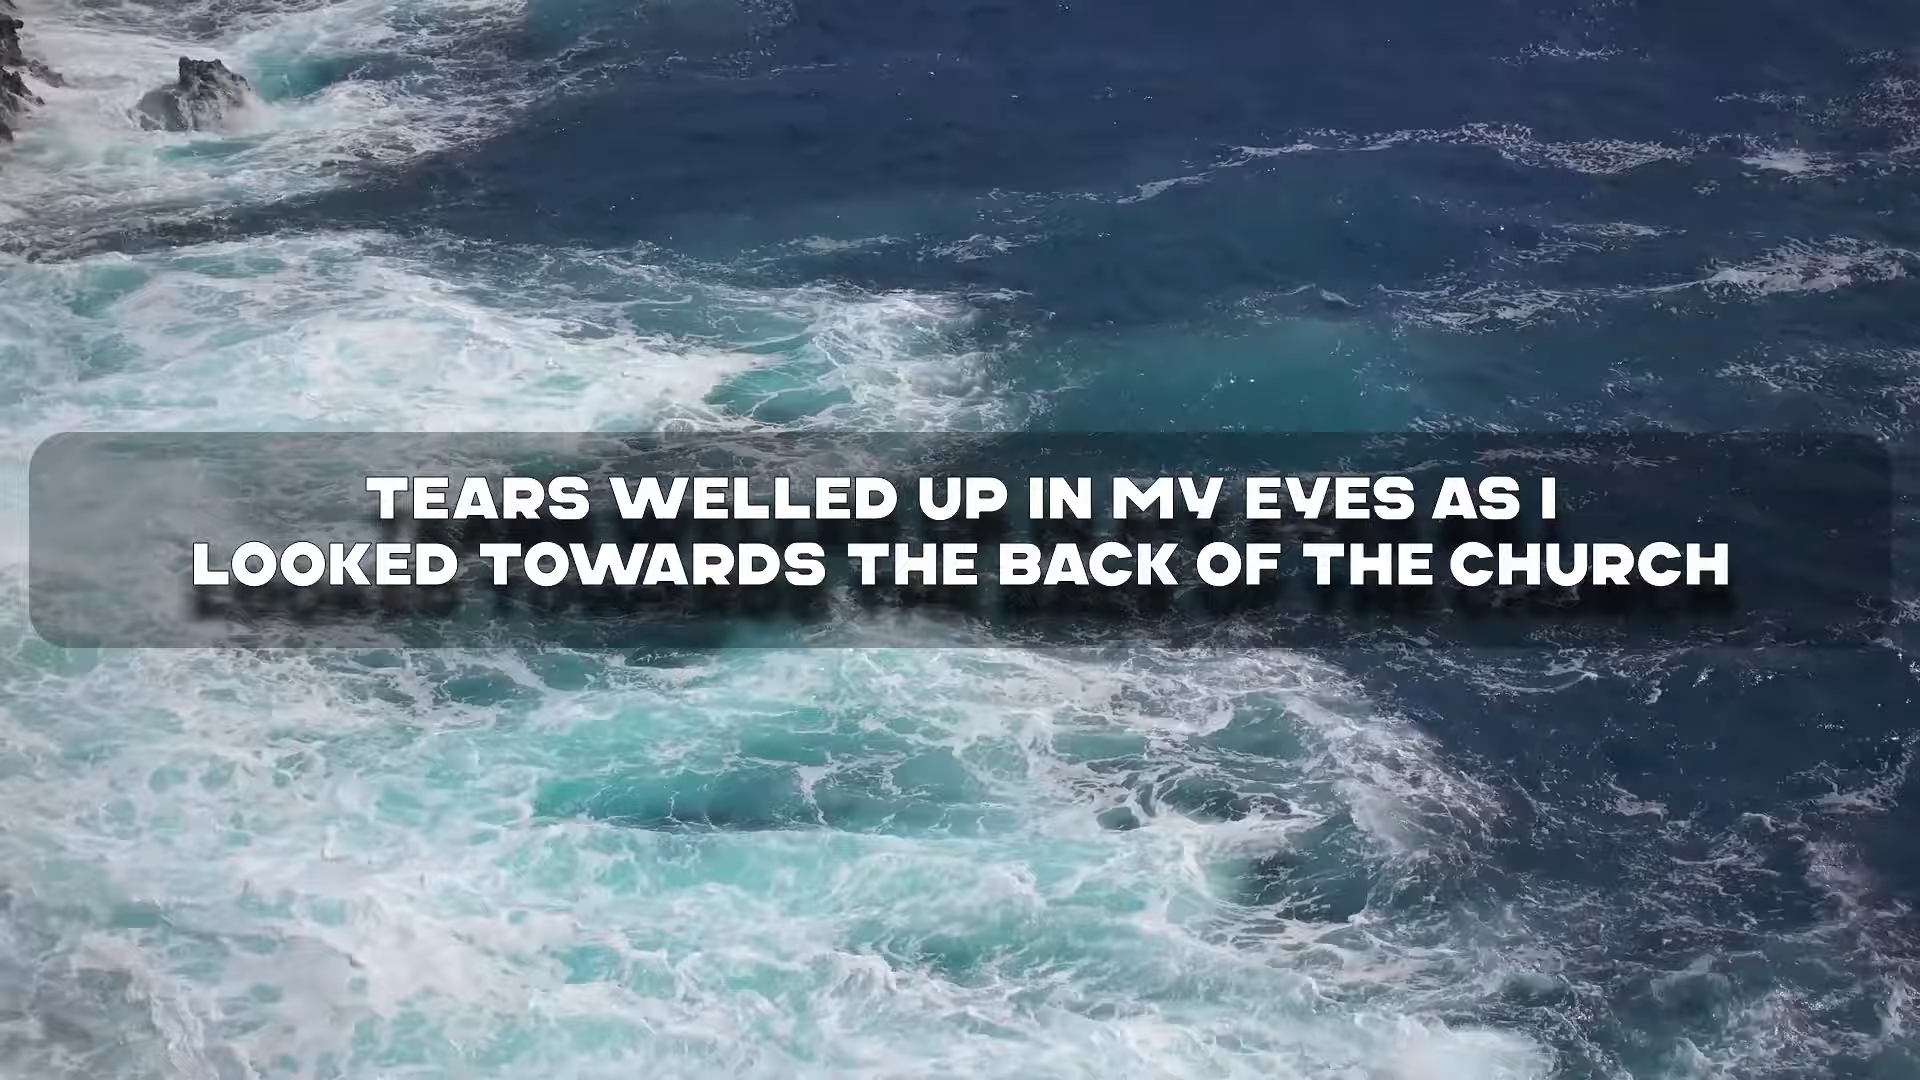 TEARS WELLED UP IN MY EYES AS I
LOOKED TOWARDS THE BACK OF THE CHURCH